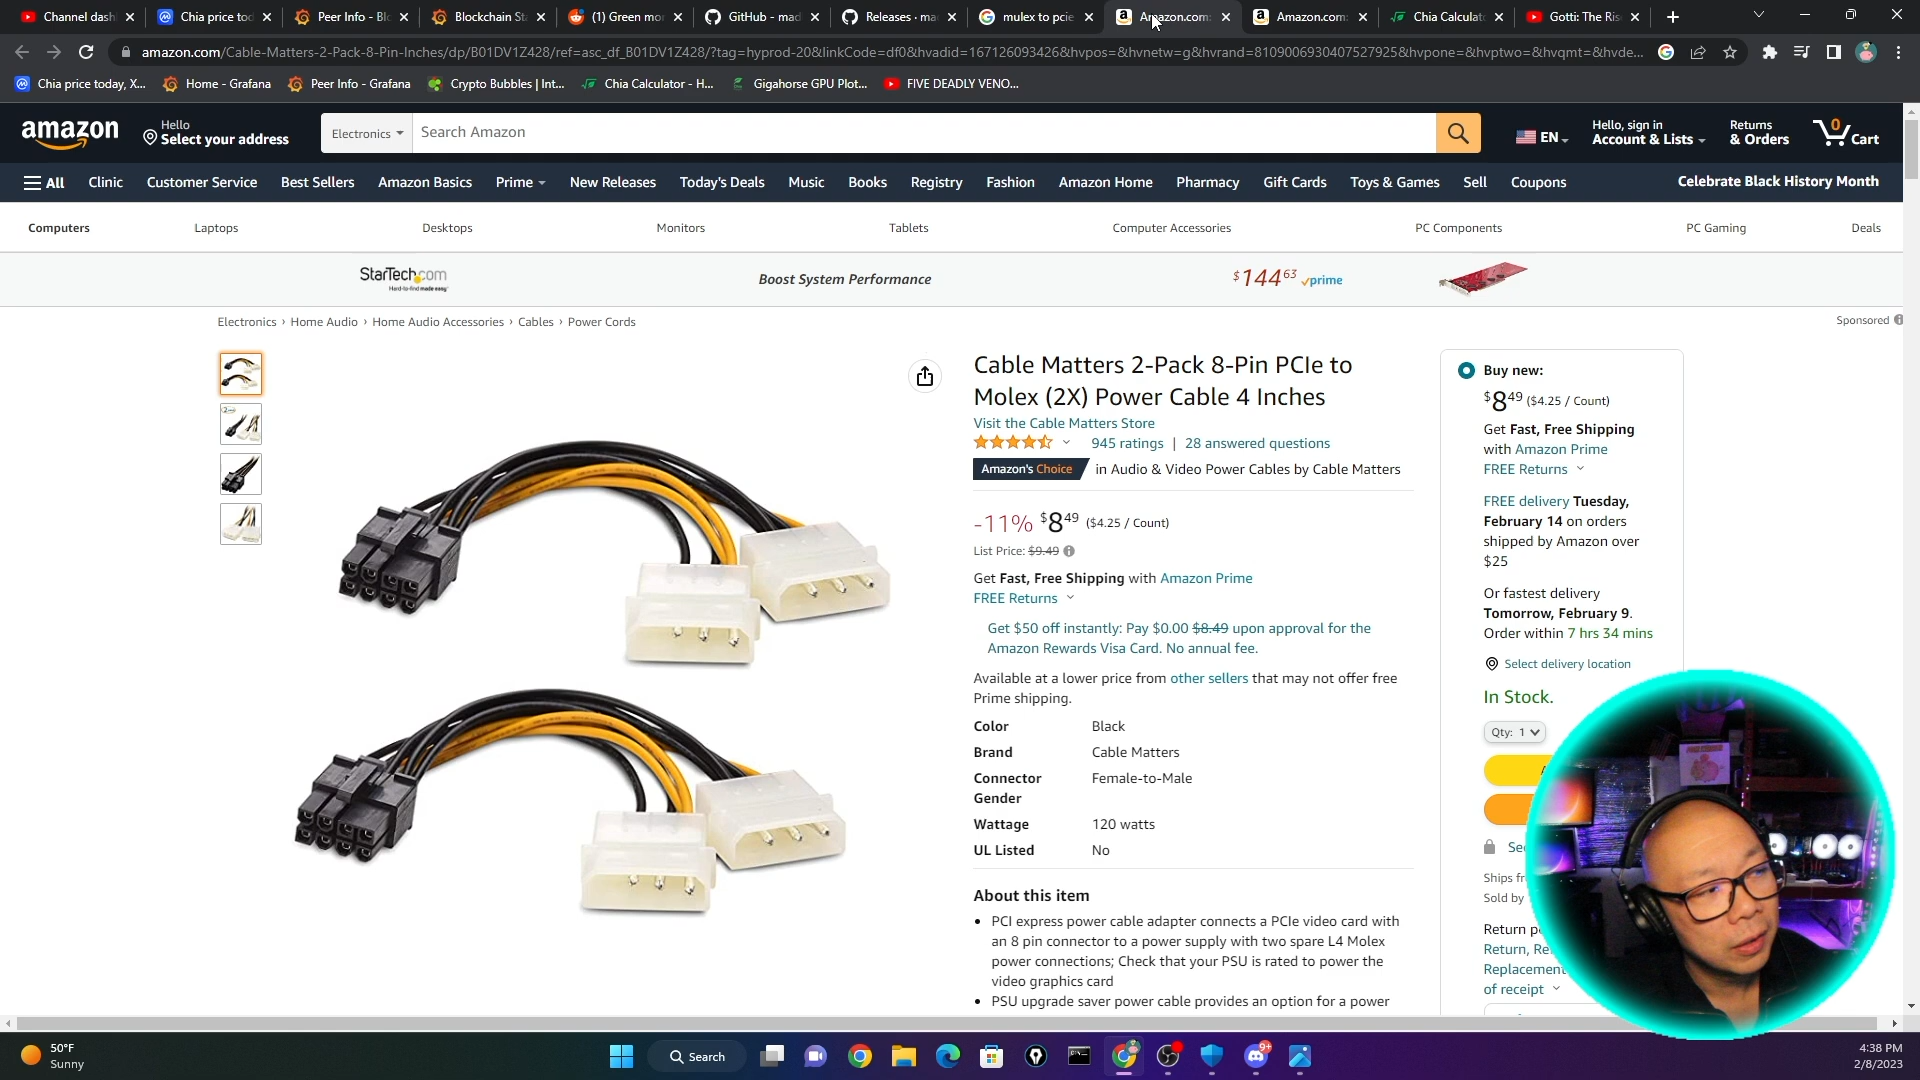 Channel dash
Chia price tod
Peer Info - Blo
Blockchain Sta
(1) Green mo
GitHub - mad
Releases · ma
mulex to pcie
Amazon.com:
Amazon.com:
Chia Calculat
Gotti: The Ris
amazon.com/Cable-Matters-2-Pack-8-Pin-Inches/dp/B01DV1Z428/ref=asc_df_B01DV1Z428/?tag=hyprod-20&linkCode=df0&hvadid=167126093426&hvpos=&hvnetw=g&hvrand=8109006930407527925&hvpone=&hvptwo=&hvqmt=&hvde...
Chia price today, X...
Home - Grafana
Peer Info - Grafana
Crypto Bubbles | Int...
Chia Calculator - H...
Gigahorse GPU Plot...
FIVE DEADLY VENO...
amazon
Hello
Select your address
Electronics
Search Amazon
EN
Hello, sign in
Account & Lists
Returns
& Orders
0
Cart
All
Clinic
Customer Service
Best Sellers
Amazon Basics
Prime
New Releases
Today's Deals
Music
Books
Registry
Fashion
Amazon Home
Pharmacy
Gift Cards
Toys & Games
Sell
Coupons
Celebrate Black History Month
Computers
Laptops
Desktops
Monitors
Tablets
Computer Accessories
PC Components
PC Gaming
Deals
StarTech.com
Hard-to-find made easy
Boost System Performance
$144 63 prime
Electronics › Home Audio › Home Audio Accessories › Cables › Power Cords
Sponsored
Cable Matters 2-Pack 8-Pin PCIe to
Molex (2X) Power Cable 4 Inches
Visit the Cable Matters Store
945 ratings | 28 answered questions
Amazon's Choice in Audio & Video Power Cables by Cable Matters
-11% $8 49 ($4.25 / Count)
List Price: $9.49
Get Fast, Free Shipping with Amazon Prime
FREE Returns
Get $50 off instantly: Pay $0.00 $8.49 upon approval for the
Amazon Rewards Visa Card. No annual fee.
Available at a lower price from other sellers that may not offer free
Prime shipping.
Color Black
Brand Cable Matters
Connector Female-to-Male
Gender
Wattage 120 watts
UL Listed No
About this item
• PCI express power cable adapter connects a PCIe video card with
an 8 pin connector to a power supply with two spare L4 Molex
power connections; Check that your PSU is rated to power the
video graphics card
• PSU upgrade saver power cable provides an option for a power
Buy new:
$8 49 ($4.25 / Count)
Get Fast, Free Shipping
with Amazon Prime
FREE Returns
FREE delivery Tuesday,
February 14 on orders
shipped by Amazon over
$25
Or fastest delivery
Tomorrow, February 9.
Order within 7 hrs 34 mins
Select delivery location
In Stock.
Qty: 1
Ships
Sold by
Return
Return,
Replacement
of receipt
50°F
Sunny
Search
9+
4:38 PM
2/8/2023